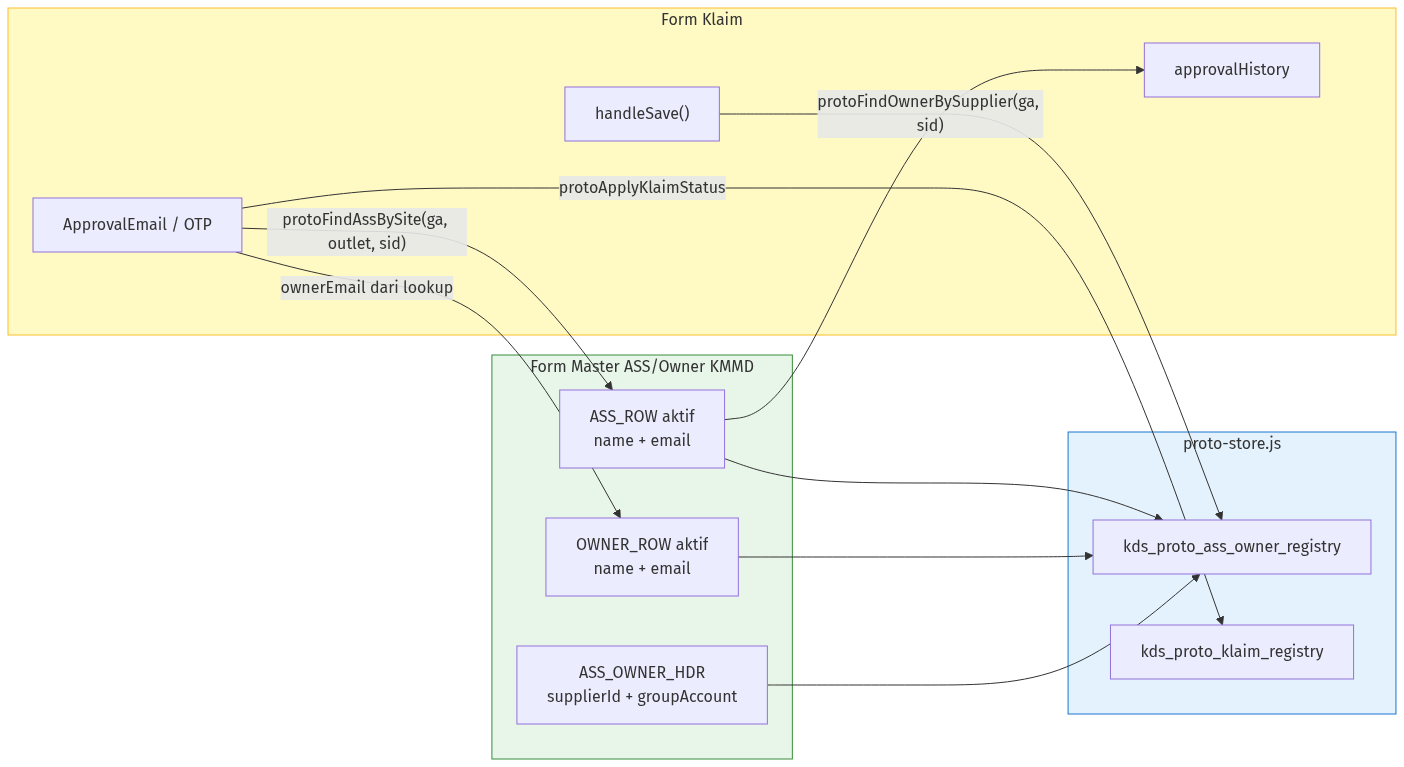 Form Klaim
approvalHistory
handleSave()
protoFindOwnerBySupplier(ga,
sid)
protoApplyKlaimStatus
ApprovalEmail / OTP
protoFindAssBySite(ga,
outlet, sid)
ownerEmail dari lookup
Form Master ASS/Owner KMMD
ASS_ROW aktif
name + email
OWNER_ROW aktif
name + email
ASS_OWNER_HDR
supplierId + groupAccount
proto-store.js
kds_proto_ass_owner_registry
kds_proto_klaim_registry